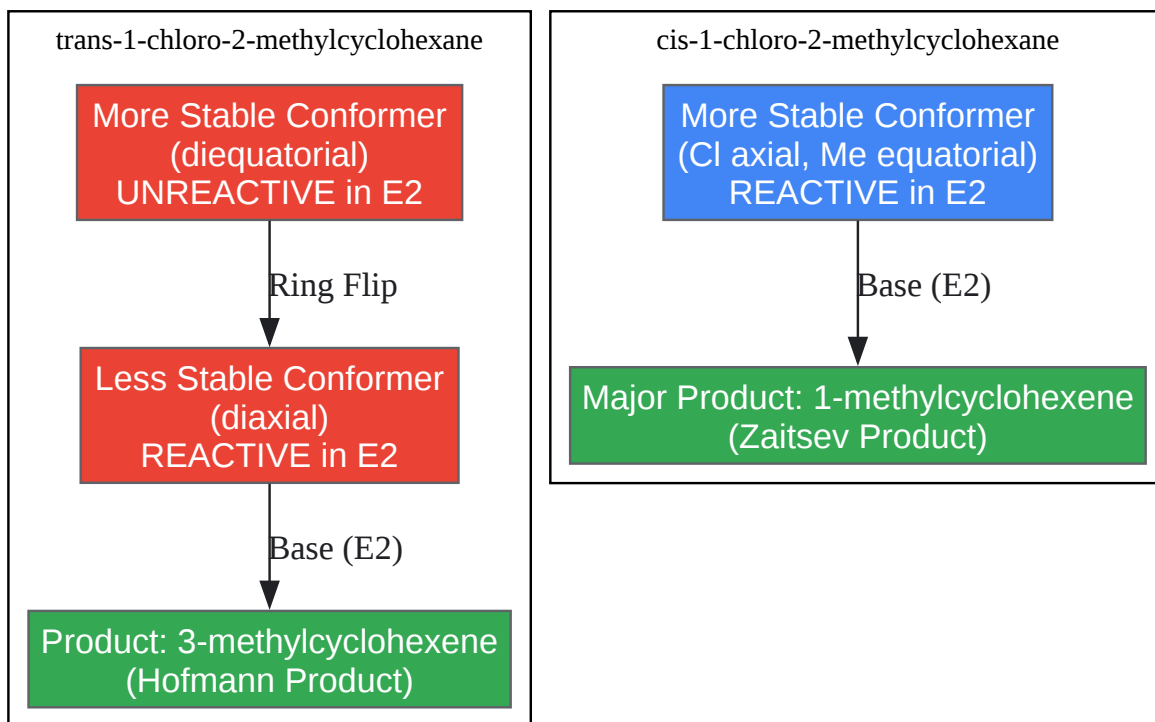 trans-1-chloro-2-methylcyclohexane
More Stable Conformer
(diequatorial)
UNREACTIVE in E2
Ring Flip
Less Stable Conformer
(diaxial)
REACTIVE in E2
Base (E2)
Product: 3-methylcyclohexene
(Hofmann Product)
cis-1-chloro-2-methylcyclohexane
More Stable Conformer
(Cl axial, Me equatorial)
REACTIVE in E2
Base (E2)
Major Product: 1-methylcyclohexene
(Zaitsev Product)